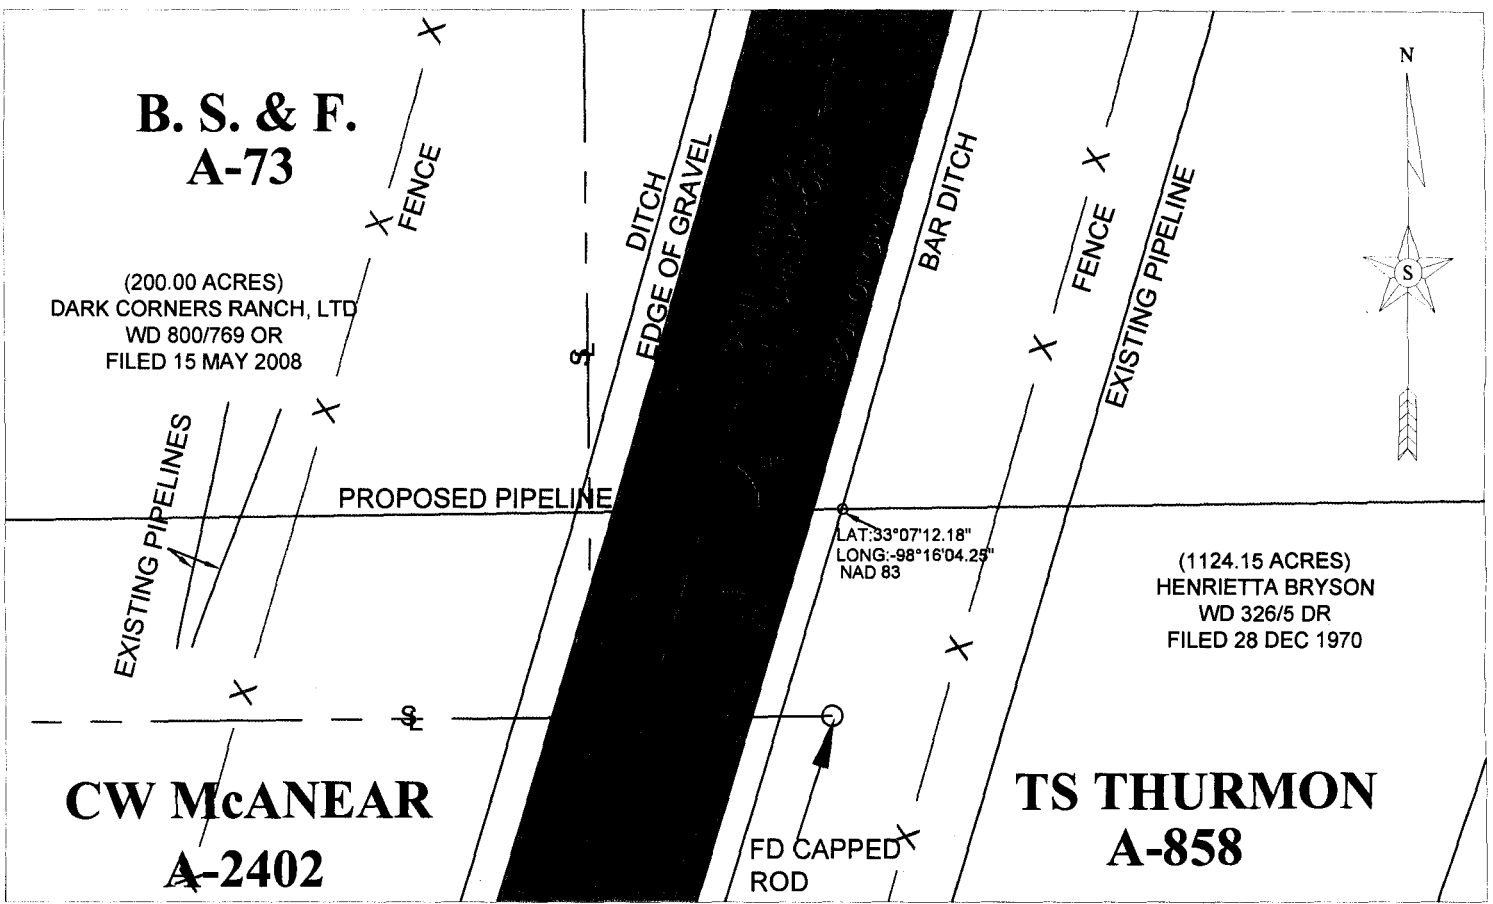 B. S. & F.
A-73
(200.00 ACRES)
DARK CORNERS RANCH, LTD
WD 800/769 OR
FILED 15 MAY 2008
FENCE
EXISTING PIPELINES
PROPOSED PIPELINE
DITCH
EDGE OF GRAVEL
SL
BAR DITCH
FENCE
EXISTING PIPELINE
N
S
LAT:33°07'12.18"
LONG:-98°16'04.25"
NAD 83
(1124.15 ACRES)
HENRIETTA BRYSON
WD 326/5 DR
FILED 28 DEC 1970
SL
CW McANEAR
A-2402
FD CAPPED
ROD
TS THURMON
A-858